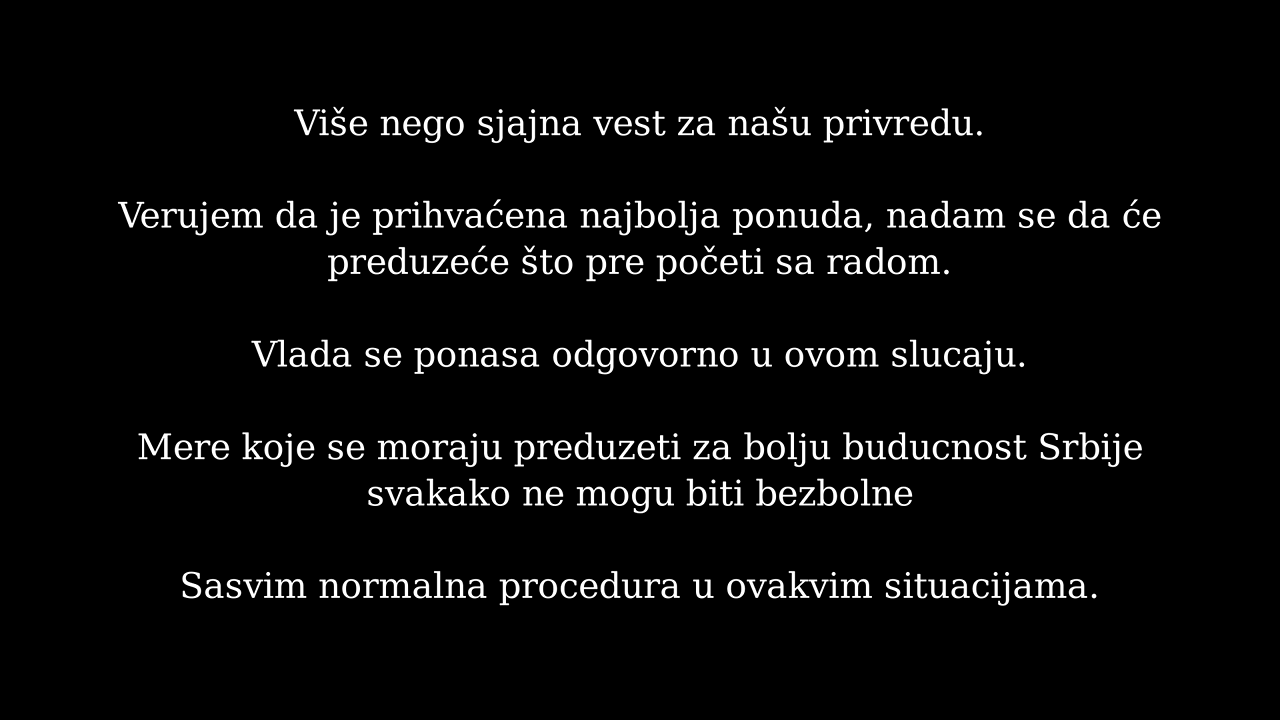 Više nego sjajna vest za našu privredu.
Verujem da je prihvaćena najbolja ponuda, nadam se da će
preduzeće što pre početi sa radom.
Vlada se ponasa odgovorno u ovom slucaju.
Mere koje se moraju preduzeti za bolju buducnost Srbije
svakako ne mogu biti bezbolne
Sasvim normalna procedura u ovakvim situacijama.